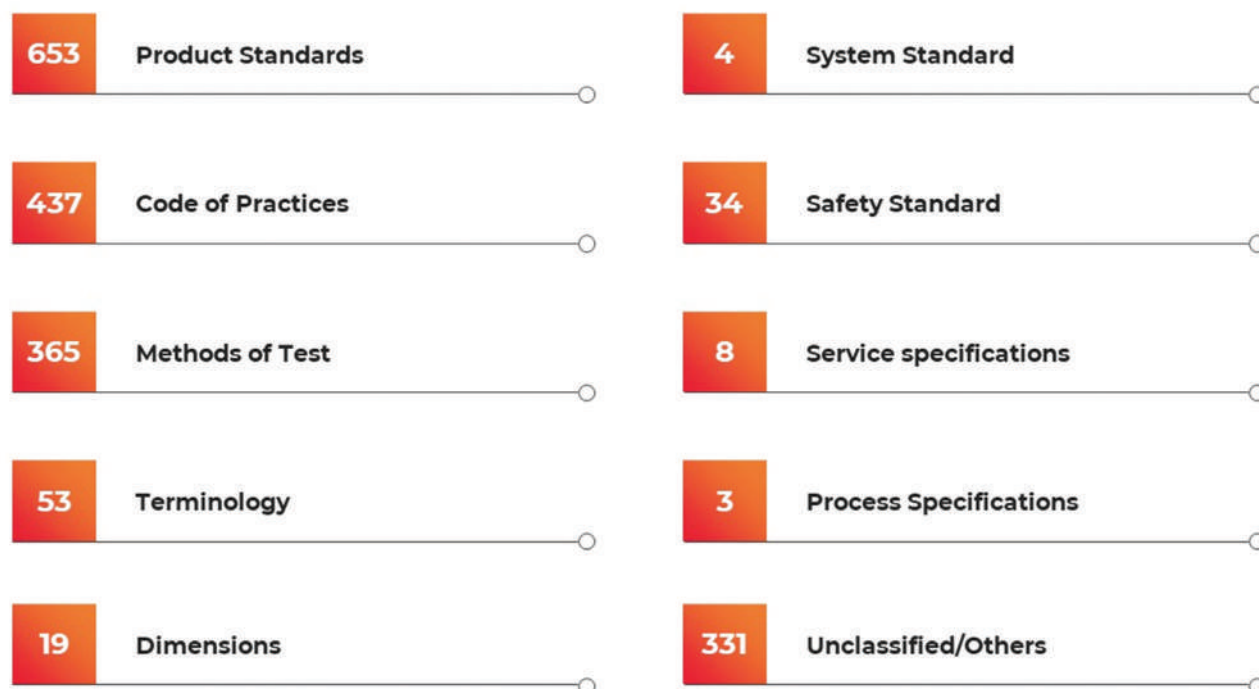 653 Product Standards
4 System Standard
437 Code of Practices
34 Safety Standard
365 Methods of Test
8 Service specifications
53 Terminology
3 Process Specifications
19 Dimensions
331 Unclassified/Others